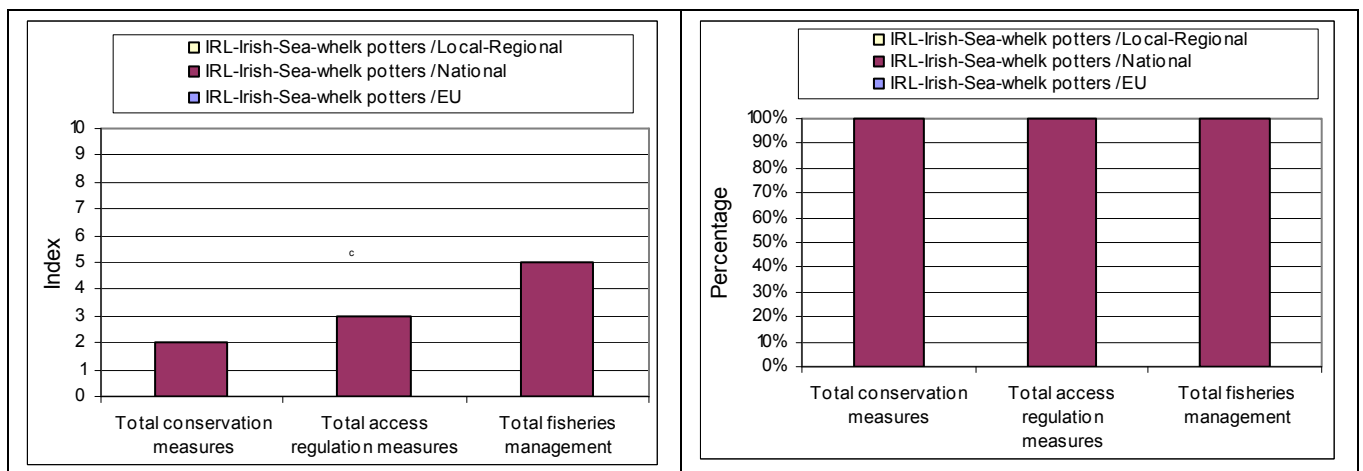 IRL-Irish-Sea-whelk potters /Local-Regional
IRL-Irish-Sea-whelk potters /National
IRL-Irish-Sea-whelk potters /EU
10
9
8
7
6
5
4
3
2
1
0
Index
c
Total conservation
measures
Total access
regulation measures
Total fisheries
management
IRL-Irish-Sea-whelk potters /Local-Regional
IRL-Irish-Sea-whelk potters /National
IRL-Irish-Sea-whelk potters /EU
100%
90%
80%
70%
60%
50%
40%
30%
20%
10%
0%
Percentage
Total conservation
measures
Total access
regulation
measures
Total fisheries
management